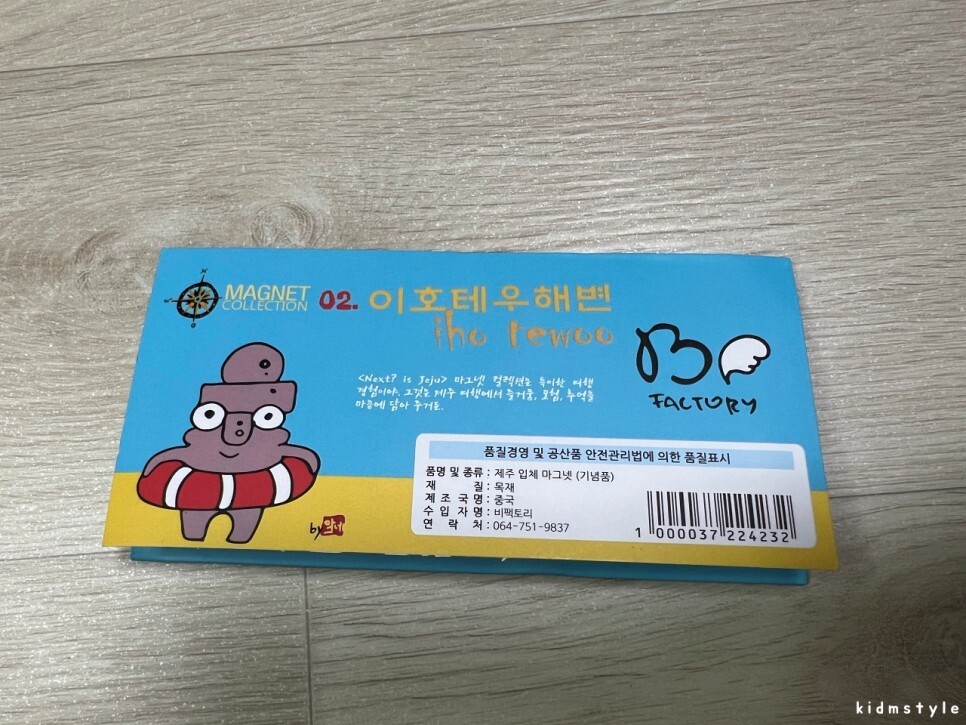 N
MAGNET
COLLECTION
02. 이호테우해변
iho tewoo
<Next? is Jeju> 마그넷 컬렉션은 특이한 여행
경험이야. 그것은 제주 여행에서 즐거움, 모험, 추억을
마음에 담아 주거든.
B
FACTORY
품질경영 및 공산품 안전관리법에 의한 품질표시
품명 및 종류 : 제주 입체 마그넷 (기념품)
재 질 : 목재
제 조 국 명 : 중국
수 입 자 명 : 비팩토리
연 락 처 : 064-751-9837
1 000037 224232
by
kidmstyle